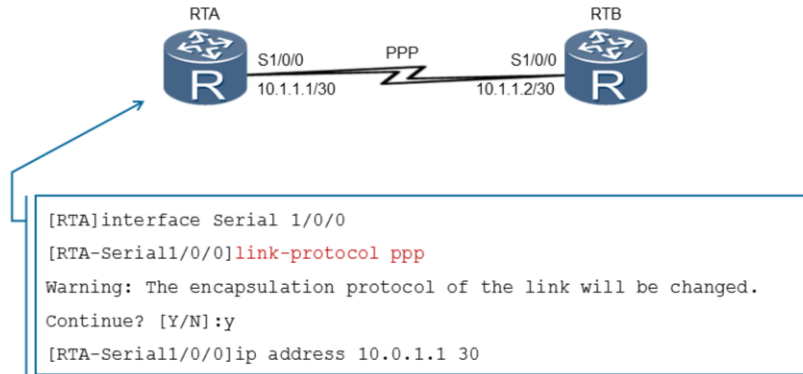 RTA
RTB
S1/0/0
PPP
S1/0/0
10.1.1.1/30
10.1.1.2/30
R
R
[RTA]interface Serial 1/0/0
[RTA-Serial1/0/0]link-protocol ppp
Warning: The encapsulation protocol of the link will be changed.
Continue? [Y/N]:y
[RTA-Serial1/0/0]ip address 10.0.1.1 30